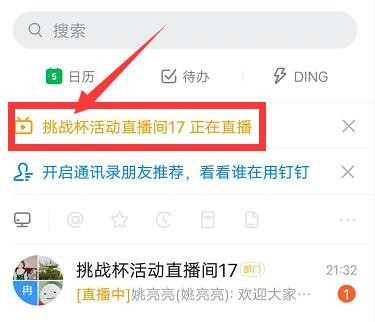 搜索
5 日历 待办 DING
挑战杯活动直播间17 正在直播
开启通讯录朋友推荐，看看谁在用钉钉
挑战杯活动直播间17 部门 21:32
冉 [直播中]姚亮亮(姚亮亮): 欢迎大家… 1